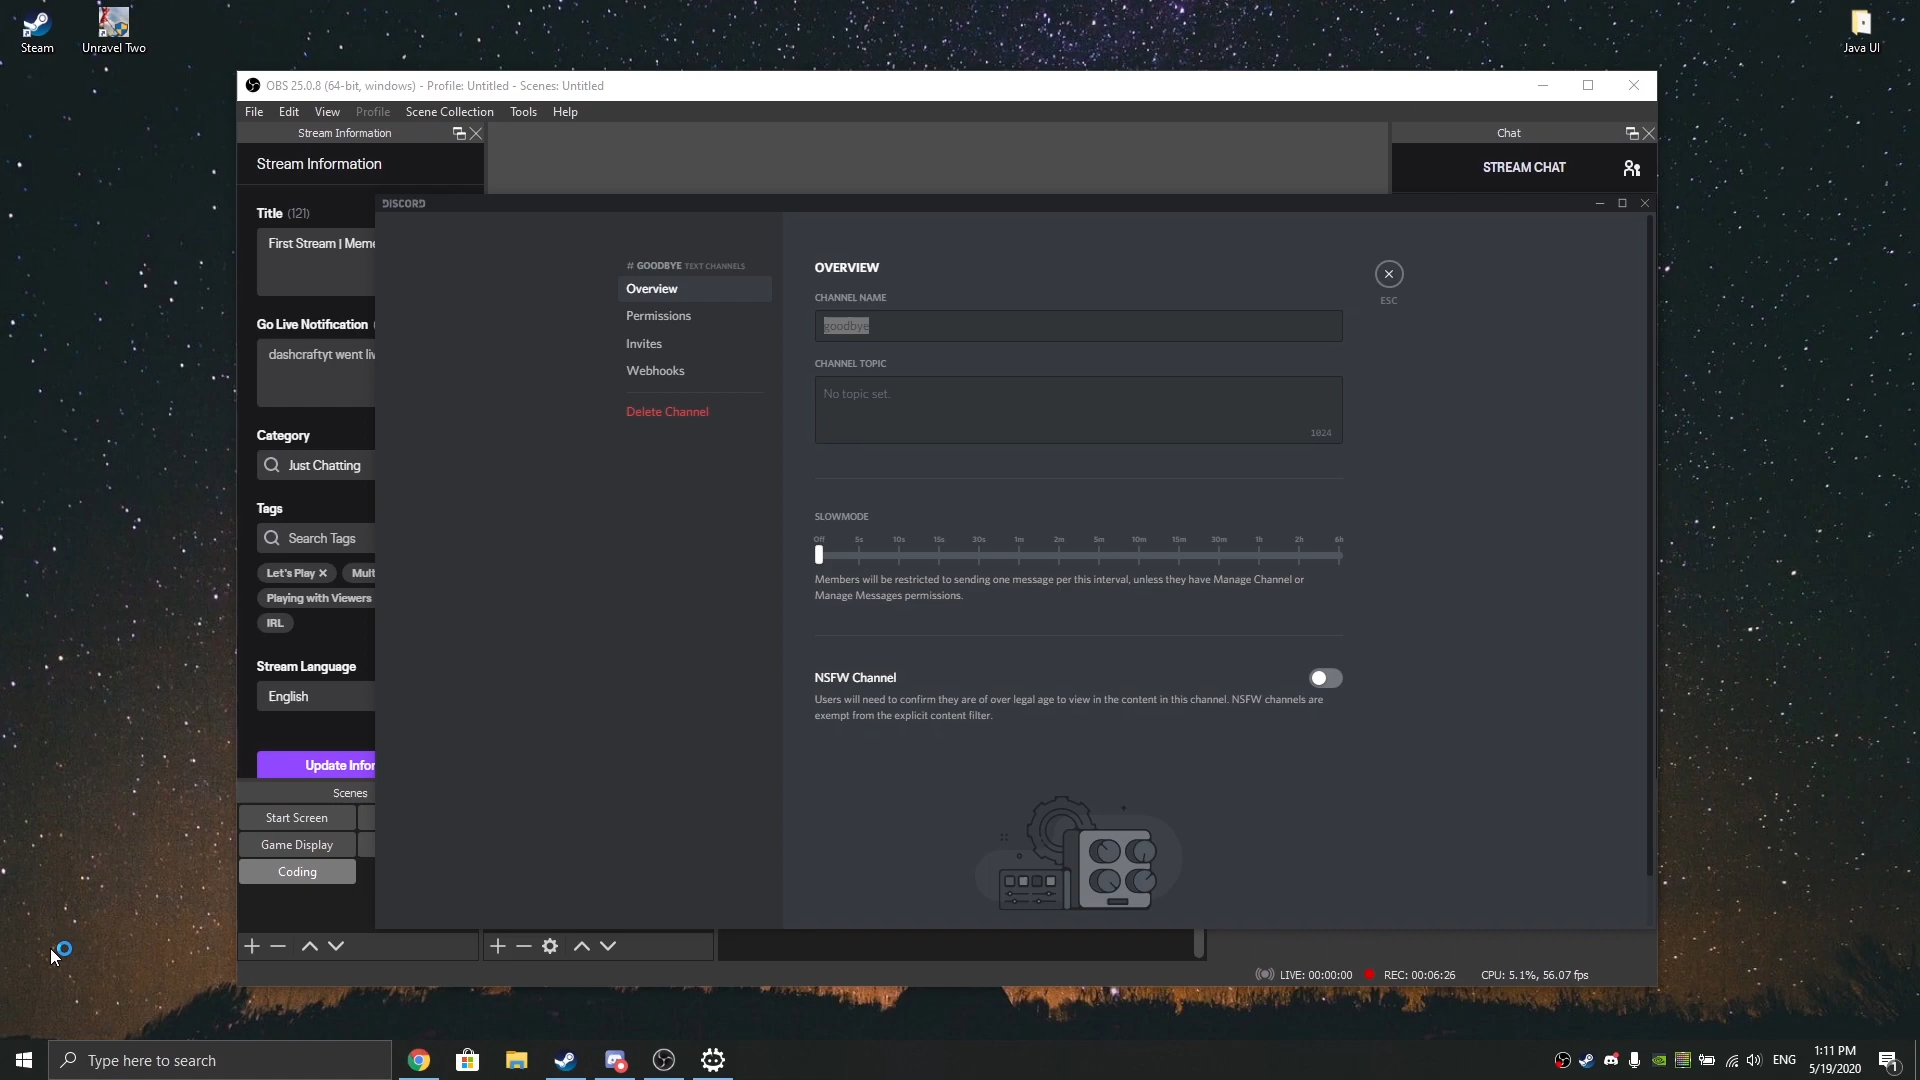 Steam
Unravel Two
Java UI
OBS 25.0.8 (64-bit, windows) - Profile: Untitled - Scenes: Untitled
File Edit View Profile Scene Collection Tools Help
Stream Information
Chat
Stream Information
STREAM CHAT
Title (121)
First Stream | Meme
Go Live Notification
dashcraftyt went liv
Category
Just Chatting
Tags
Search Tags
Let's Play Mult
Playing with Viewers
IRL
Stream Language
English
Update Infor
Scenes
Start Screen
Game Display
Coding
DISCORD
# GOODBYE TEXT CHANNELS
Overview
Permissions
Invites
Webhooks
Delete Channel
OVERVIEW
ESC
CHANNEL NAME
goodbye
CHANNEL TOPIC
No topic set.
1024
SLOWMODE
Off 5s 10s 15s 30s 1m 2m 5m 10m 15m 30m 1h 2h 6h
Members will be restricted to sending one message per this interval, unless they have Manage Channel or
Manage Messages permissions.
NSFW Channel
Users will need to confirm they are of over legal age to view in the content in this channel. NSFW channels are
exempt from the explicit content filter.
LIVE: 00:00:00 REC: 00:06:26 CPU: 5.1%, 56.07 fps
Type here to search
ENG
1:11 PM
5/19/2020
1